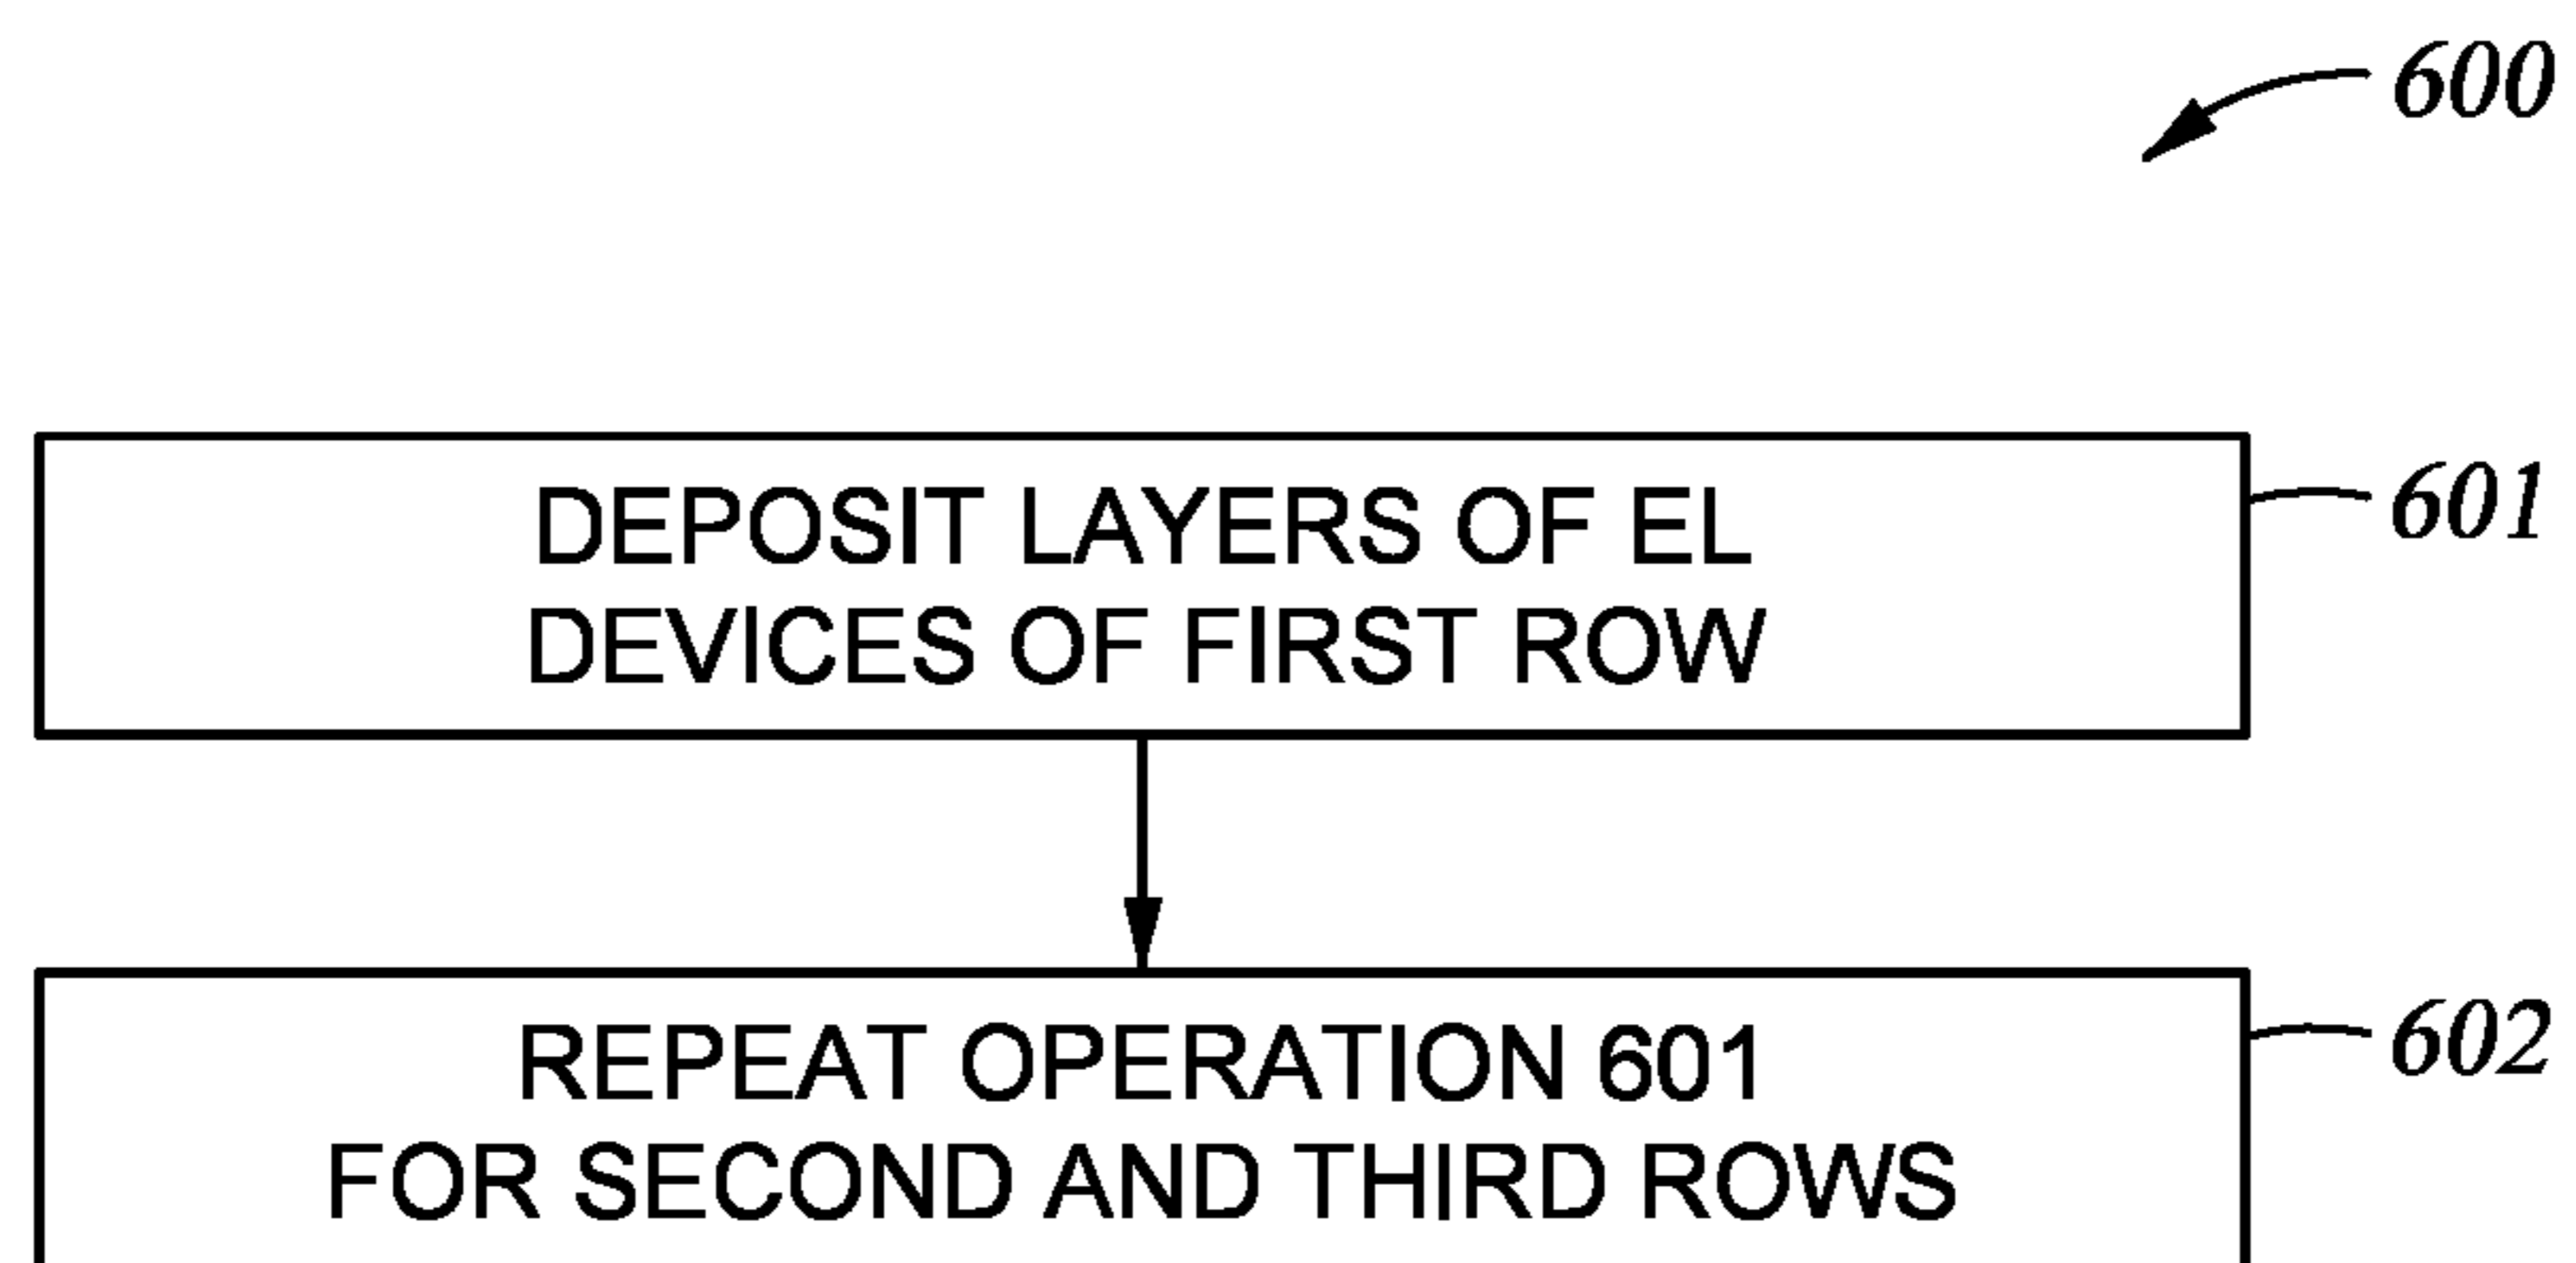 600
DEPOSIT LAYERS OF EL
DEVICES OF FIRST ROW
601
REPEAT OPERATION 601
FOR SECOND AND THIRD ROWS
602